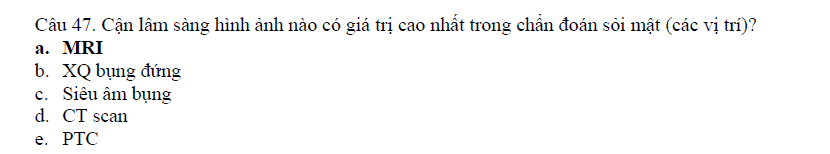 Câu 47. Cận lâm sàng hình ảnh nào có giá trị cao nhất trong chẩn đoán sỏi mật (các vị trí)?
a. MRI
b. XQ bụng đứng
c. Siêu âm bụng
d. CT scan
e. PTC